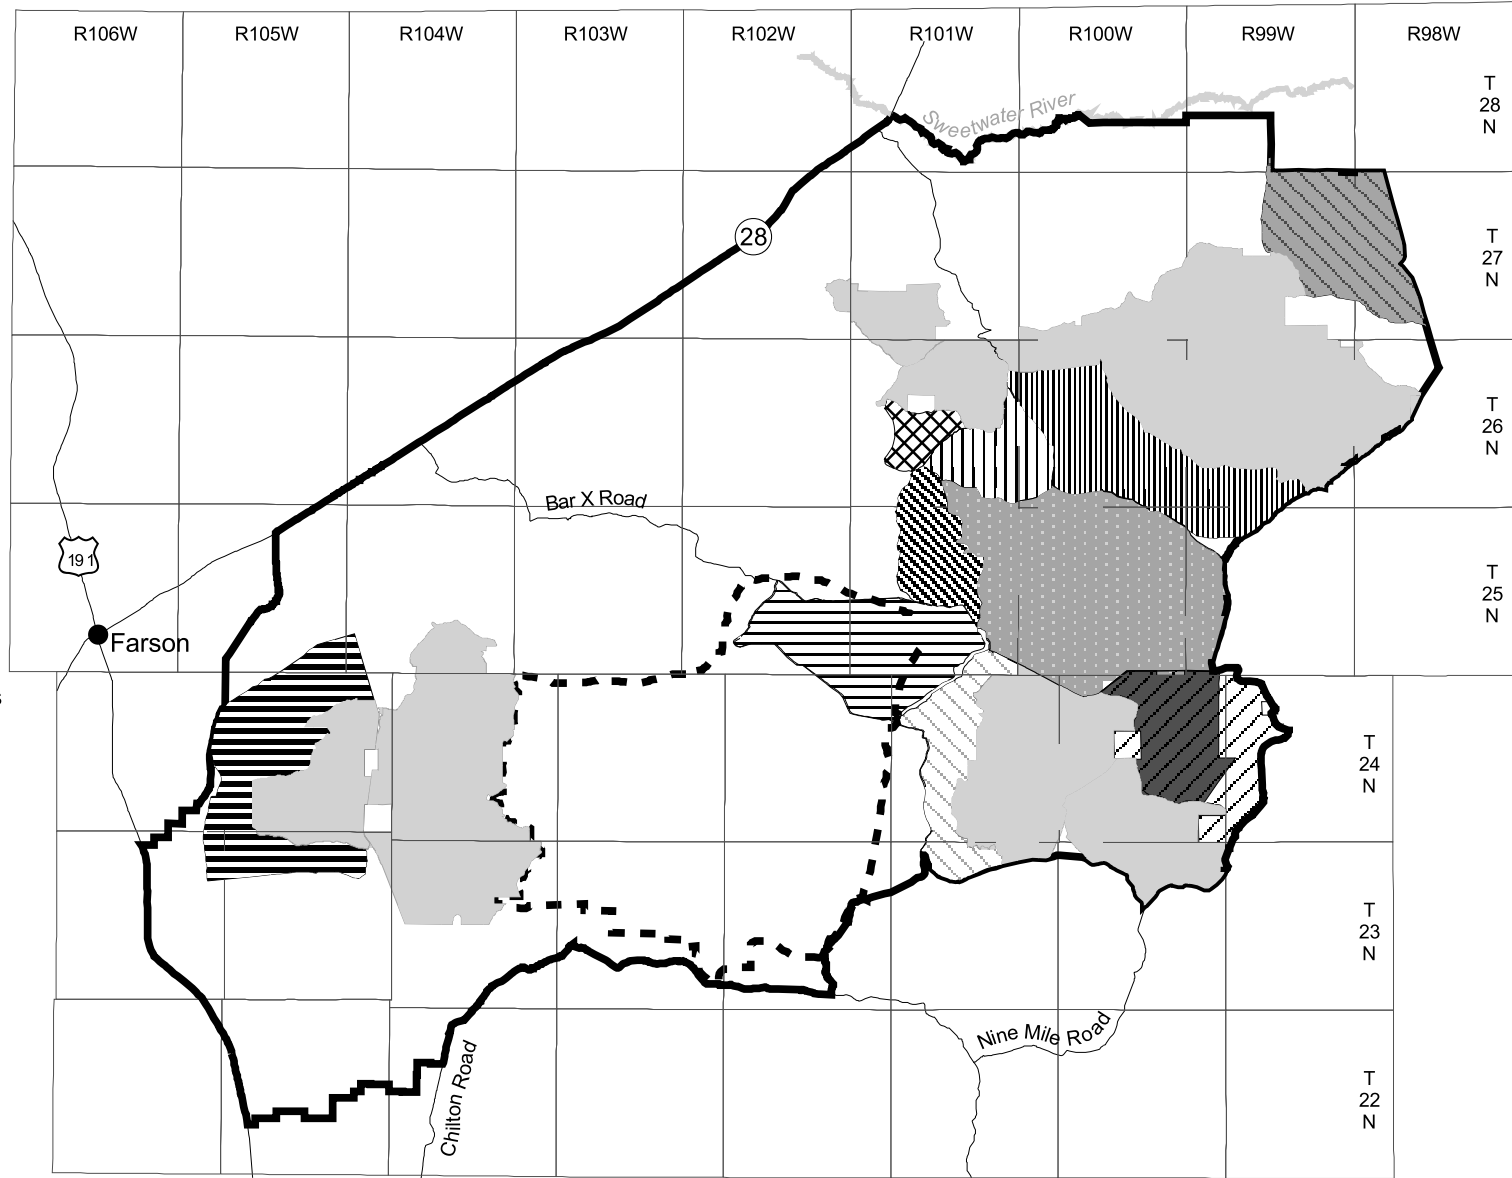 R106W R105W R104W R103W R102W R101W R100W R99W R98W
Sweetwater River
T
28
N
28
T
27
N
T
26
N
Bar X Road
191
T
25
N
Farson
T
24
N
T
23
N
Nine Mile Road
Chilton Road
T
22
N